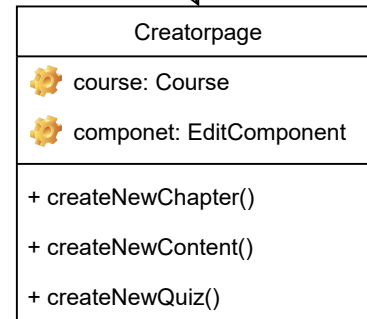 Creatorpage
course: Course
componet: EditComponent
+ createNewChapter()
+ createNewContent()
+ createNewQuiz()